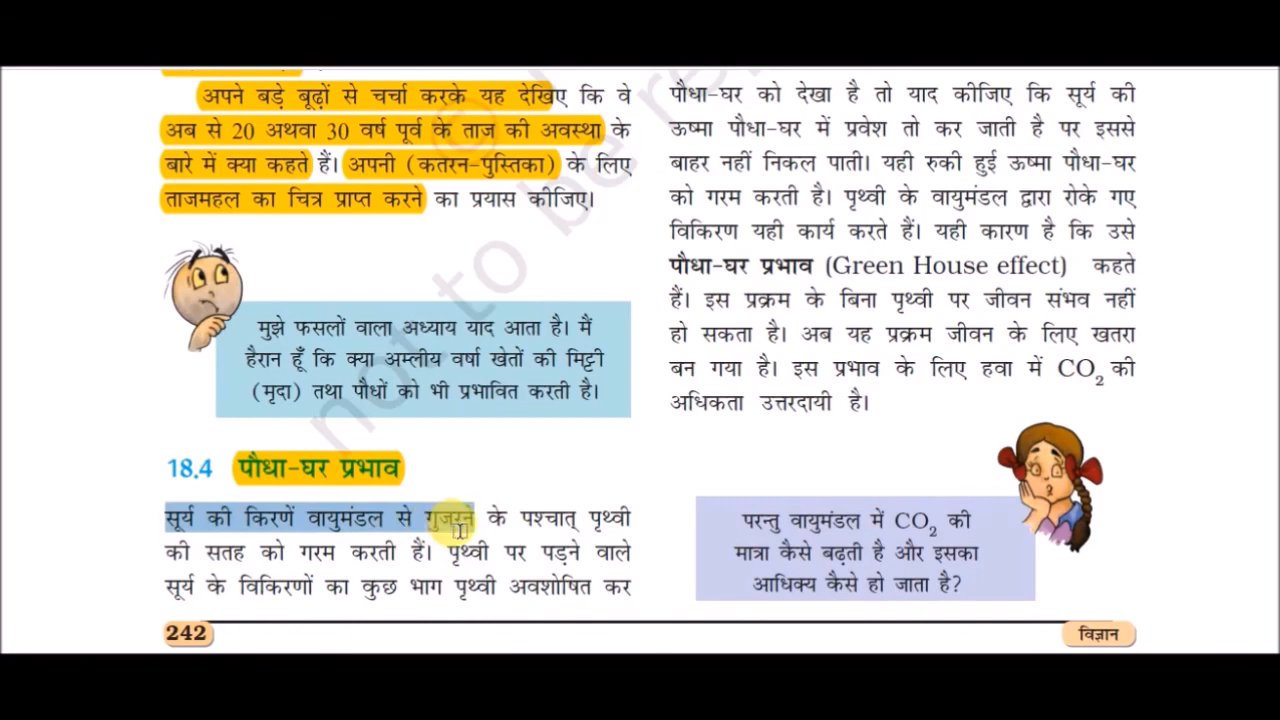 अपने बड़े बूढ़ों से चर्चा करके यह देखिए कि वे
अब से 20 अथवा 30 वर्ष पूर्व के ताज की अवस्था के
बारे में क्या कहते हैं। अपनी (कतरन-पुस्तिका) के लिए
ताजमहल का चित्र प्राप्त करने का प्रयास कीजिए।
मुझे फसलों वाला अध्याय याद आता है। मैं
हैरान हूँ कि क्या अम्लीय वर्षा खेतों की मिट्टी
(मृदा) तथा पौधों को भी प्रभावित करती है।
18.4 पौधा-घर प्रभाव
सूर्य की किरणें वायुमंडल से गुजरने के पश्चात् पृथ्वी
की सतह को गरम करती हैं। पृथ्वी पर पड़ने वाले
सूर्य के विकिरणों का कुछ भाग पृथ्वी अवशोषित कर
पौधा-घर को देखा है तो याद कीजिए कि सूर्य की
ऊष्मा पौधा-घर में प्रवेश तो कर जाती है पर इससे
बाहर नहीं निकल पाती। यही रुकी हुई ऊष्मा पौधा-घर
को गरम करती है। पृथ्वी के वायुमंडल द्वारा रोके गए
विकिरण यही कार्य करते हैं। यही कारण है कि उसे
पौधा-घर प्रभाव (Green House effect) कहते
हैं। इस प्रक्रम के बिना पृथ्वी पर जीवन संभव नहीं
हो सकता है। अब यह प्रक्रम जीवन के लिए खतरा
बन गया है। इस प्रभाव के लिए हवा में CO₂ की
अधिकता उत्तरदायी है।
परन्तु वायुमंडल में CO₂ की
मात्रा कैसे बढ़ती है और इसका
आधिक्य कैसे हो जाता है?
242
विज्ञान
not to be re